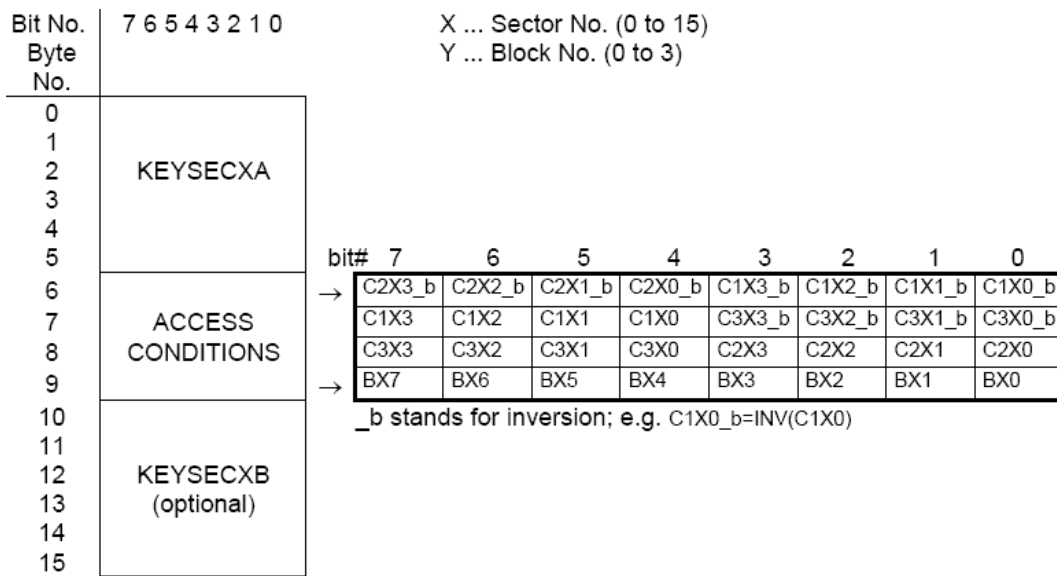 Bit No. 7 6 5 4 3 2 1 0 X ... Sector No. (0 to 15)
Byte Y ... Block No. (0 to 3)
No.
0
1
2 KEYSECXA
3
4
5 bit# 7 6 5 4 3 2 1 0
6 → C2X3_b C2X2_b C2X1_b C2X0_b C1X3_b C1X2_b C1X1_b C1X0_b
7 ACCESS C1X3 C1X2 C1X1 C1X0 C3X3_b C3X2_b C3X1_b C3X0_b
8 CONDITIONS C3X3 C3X2 C3X1 C3X0 C2X3 C2X2 C2X1 C2X0
9 → BX7 BX6 BX5 BX4 BX3 BX2 BX1 BX0
10 _b stands for inversion; e.g. C1X0_b=INV(C1X0)
11
12 KEYSECXB
13 (optional)
14
15